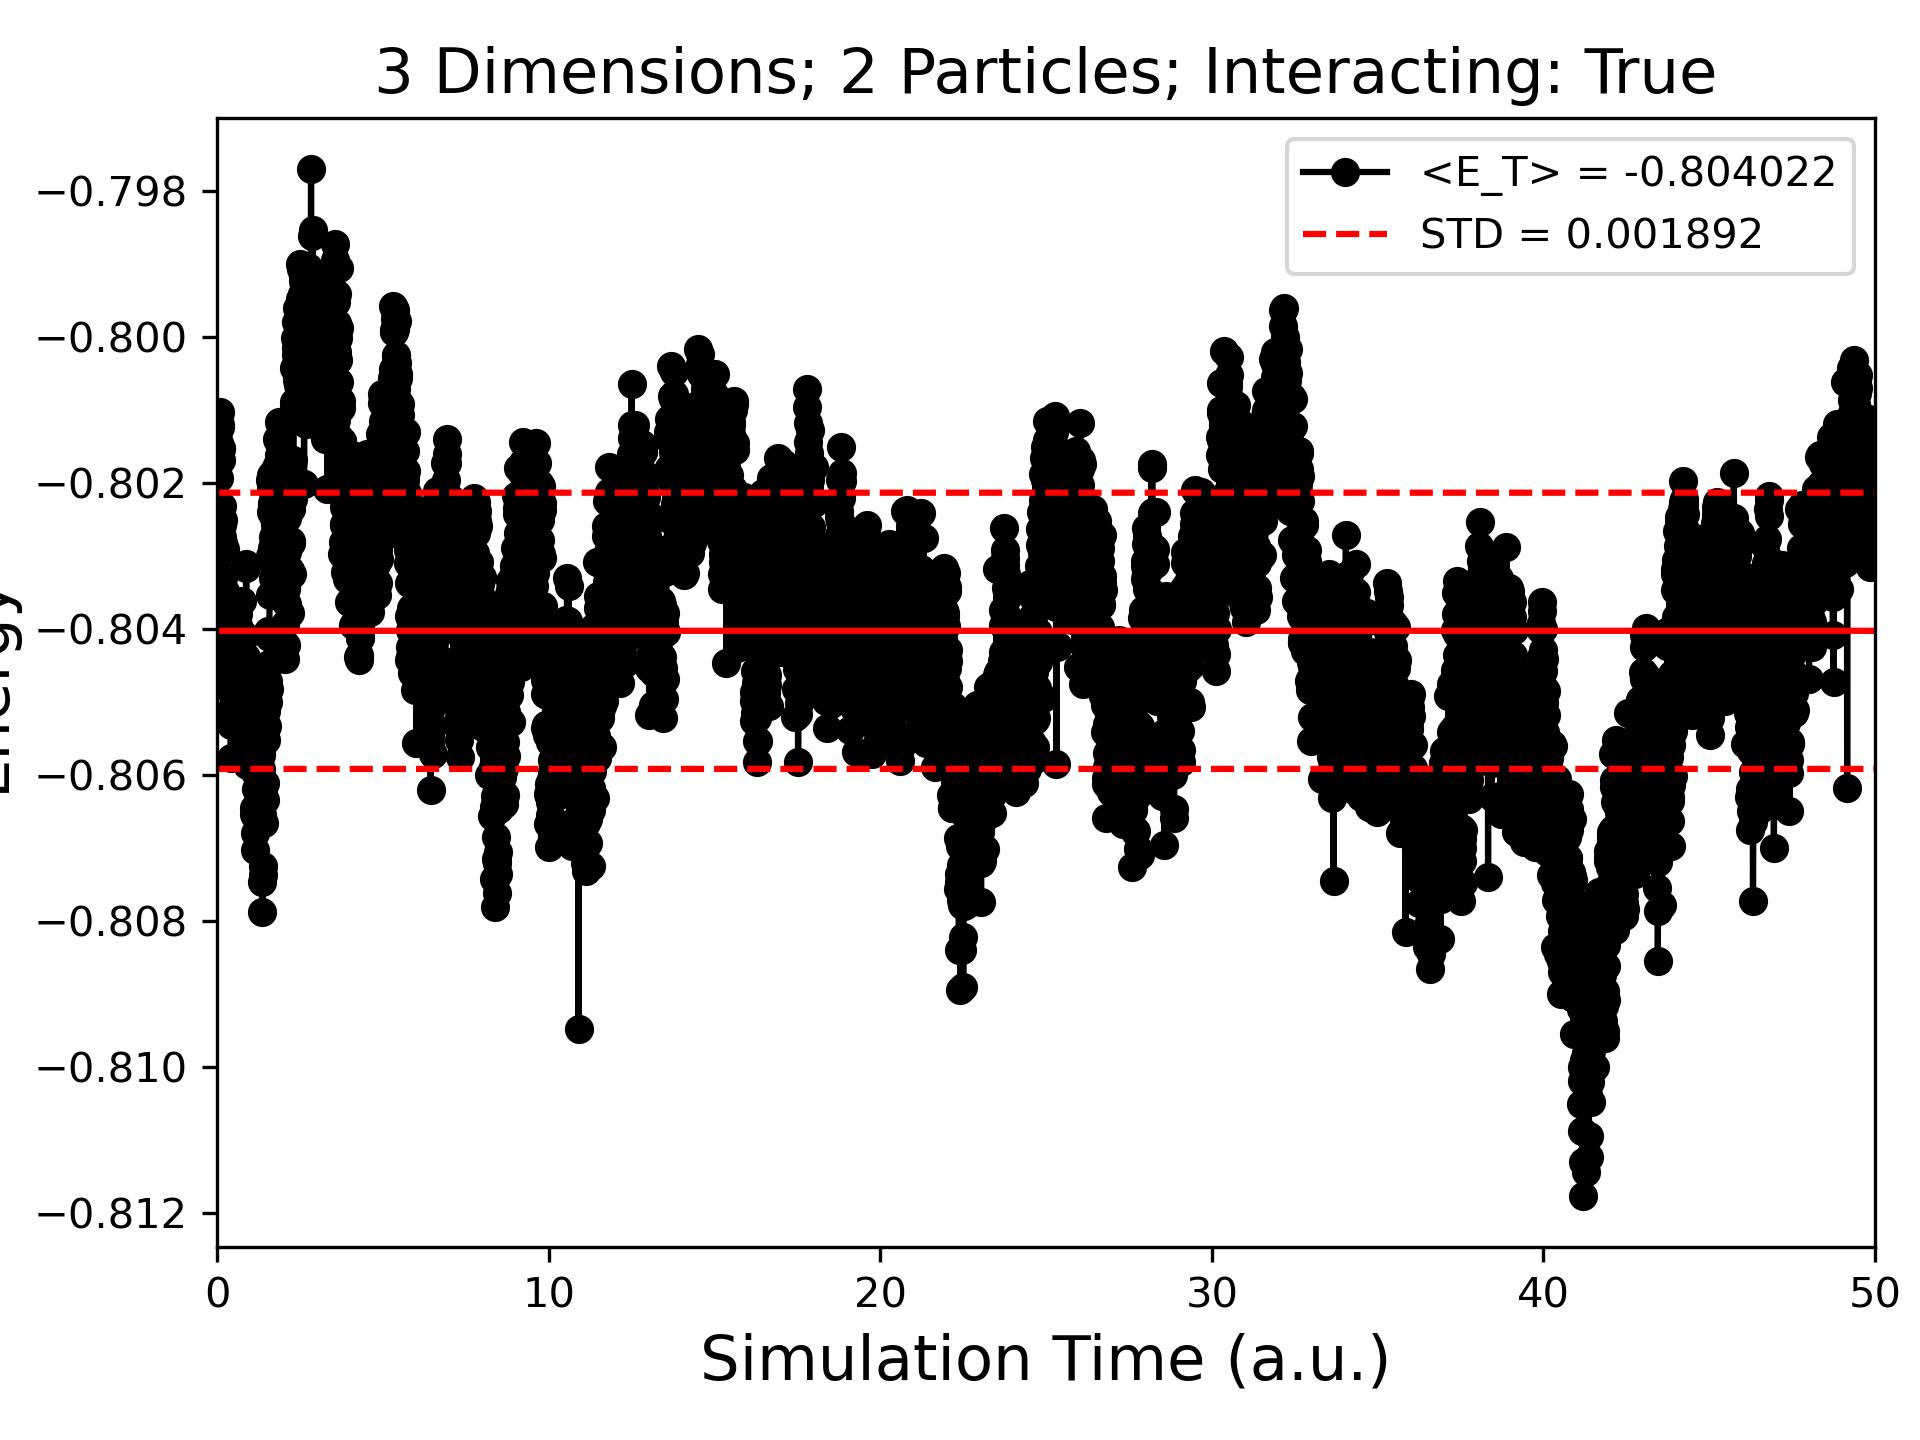 3 Dimensions; 2 Particles; Interacting: True
<E_T> = -0.804022
STD = 0.001892
−0.798
−0.800
−0.802
−0.804
−0.806
−0.808
−0.810
−0.812
Energy
0 10 20 30 40 50
Simulation Time (a.u.)